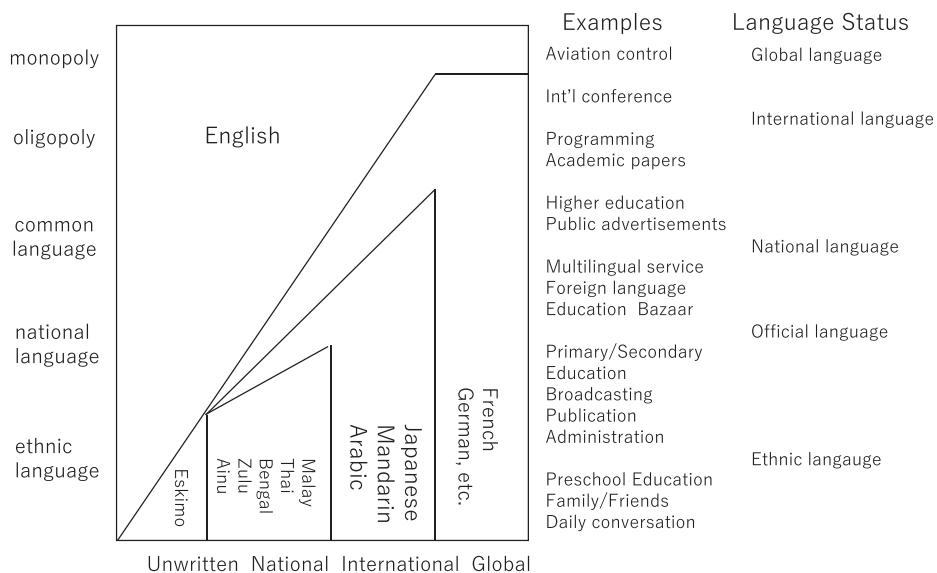 monopoly
oligopoly
common
language
national
language
ethnic
language
English
Eskimo
Malay
Thai
Bengal
Zulu
Ainu
Japanese
Mandarin
Arabic
French
German, etc.
Unwritten National International Global
Examples
Aviation control
Int'l conference
Programming
Academic papers
Higher education
Public advertisements
Multilingual service
Foreign language
Education Bazaar
Primary/Secondary
Education
Broadcasting
Publication
Administration
Preschool Education
Family/Friends
Daily conversation
Language Status
Global language
International language
National language
Official language
Ethnic langauge